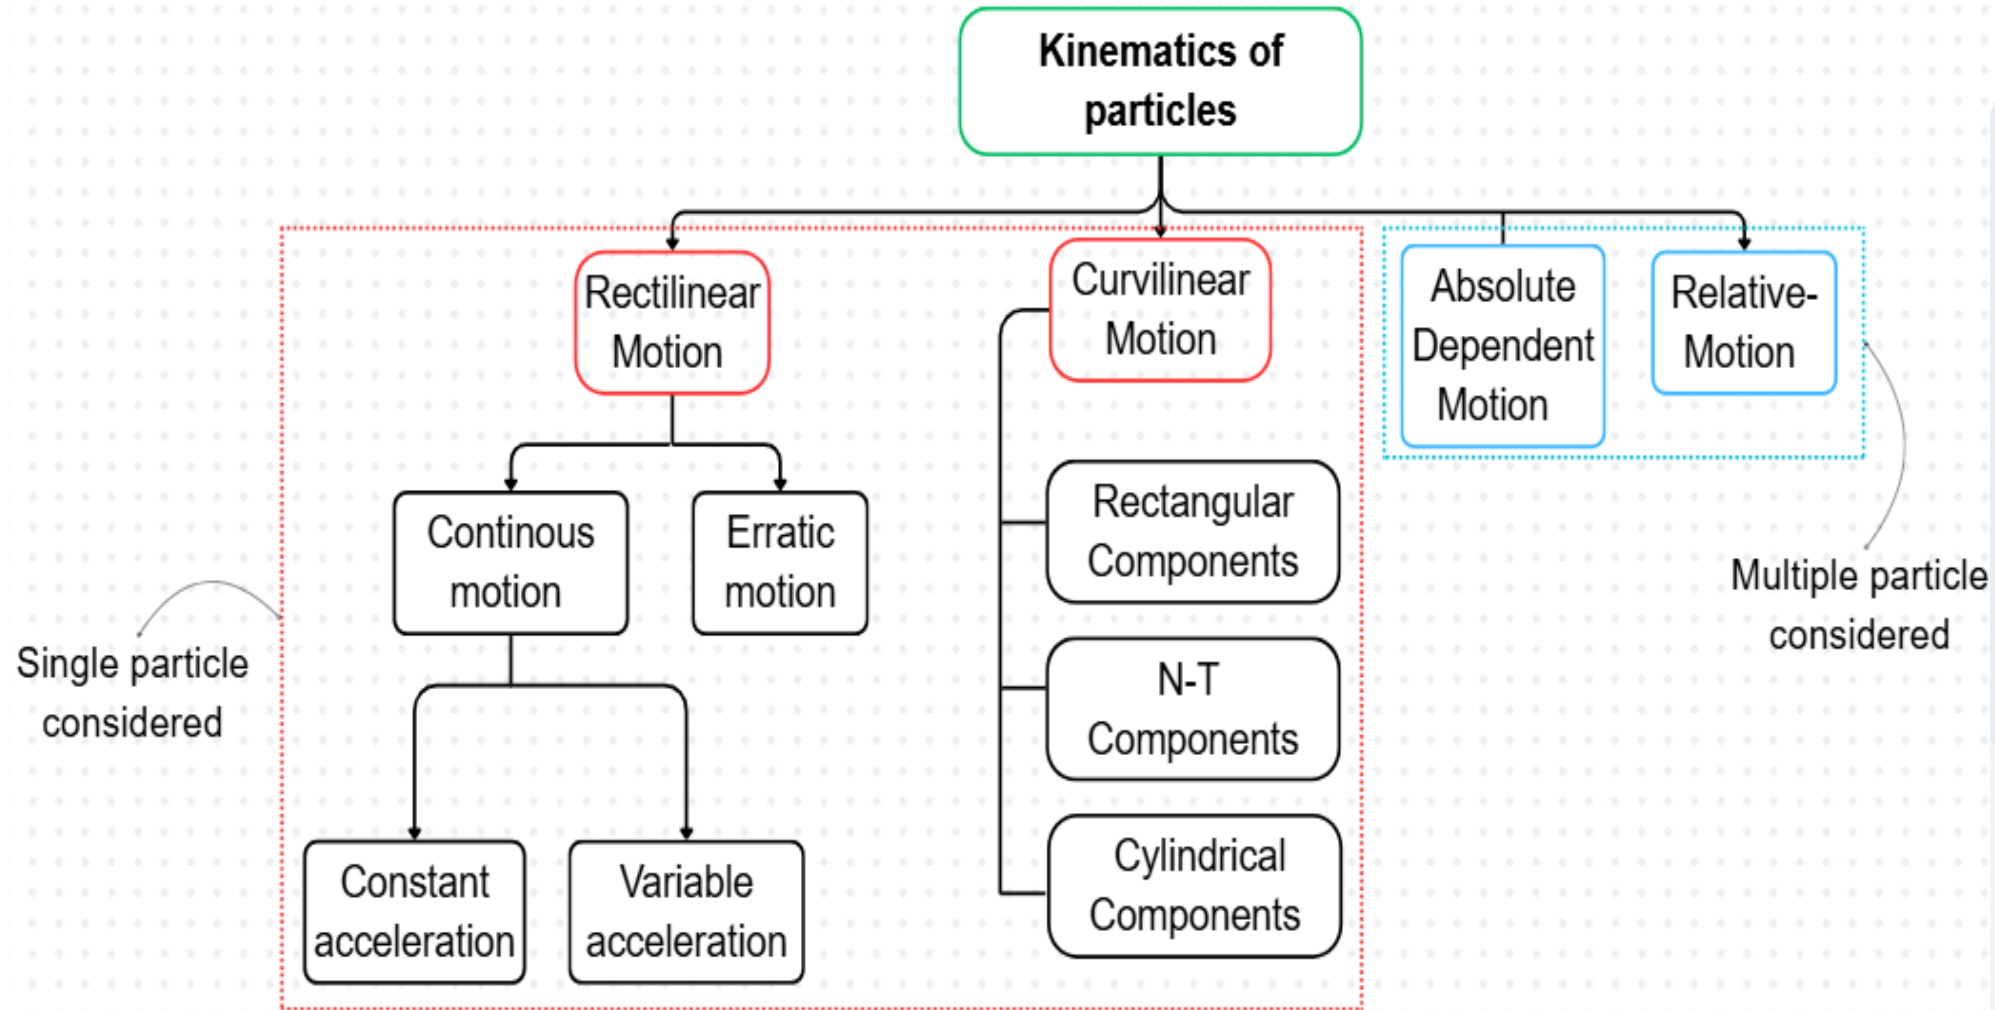 Kinematics of
particles
Rectilinear
Motion
Curvilinear
Motion
Absolute
Dependent
Motion
Relative-
Motion
Continous
motion
Erratic
motion
Rectangular
Components
Multiple particle
considered
Single particle
considered
N-T
Components
Constant
acceleration
Variable
acceleration
Cylindrical
Components